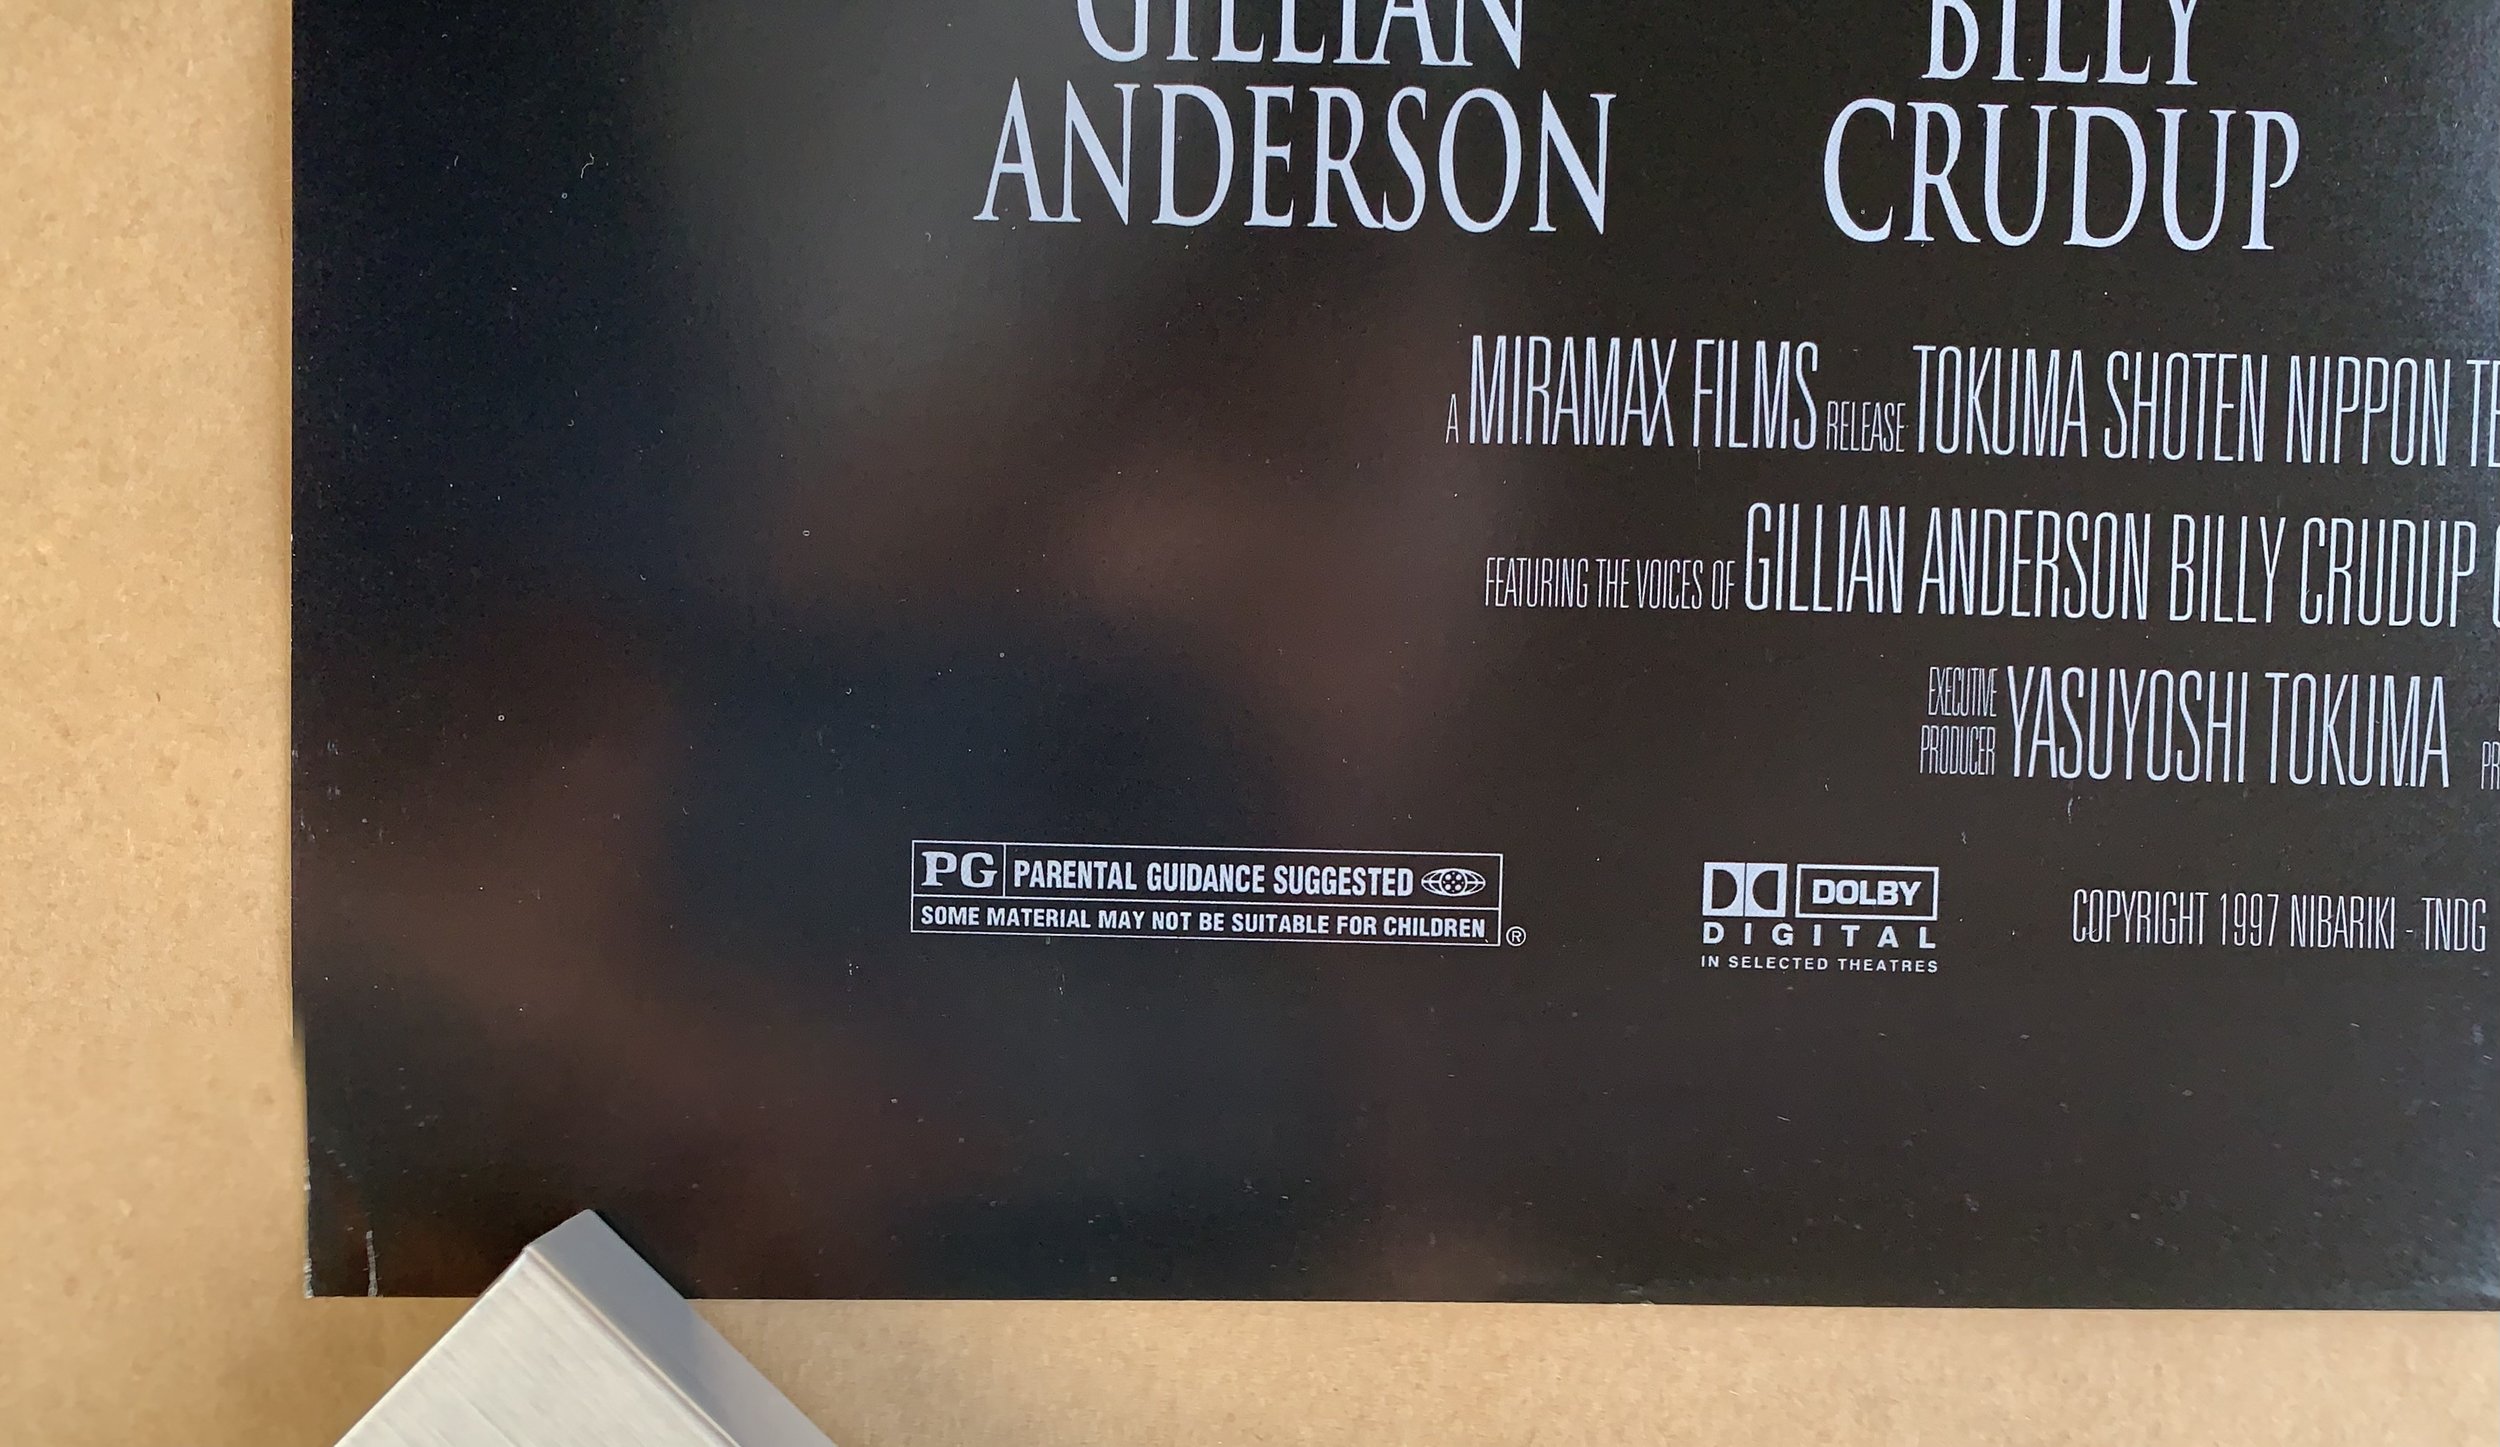 GILLIAN
ANDERSON
BILLY
CRUDUP
A MIRAMAX FILMS RELEASE TOKUMA SHOTEN NIPPON
FEATURING THE VOICES OF GILLIAN ANDERSON BILLY CRUDUP
EXECUTIVE PRODUCER YASUYOSHI TOKUMA
PG PARENTAL GUIDANCE SUGGESTED
SOME MATERIAL MAY NOT BE SUITABLE FOR CHILDREN ®
DOLBY
DIGITAL
IN SELECTED THEATRES
COPYRIGHT 1997 NIBARIKI - TNDG